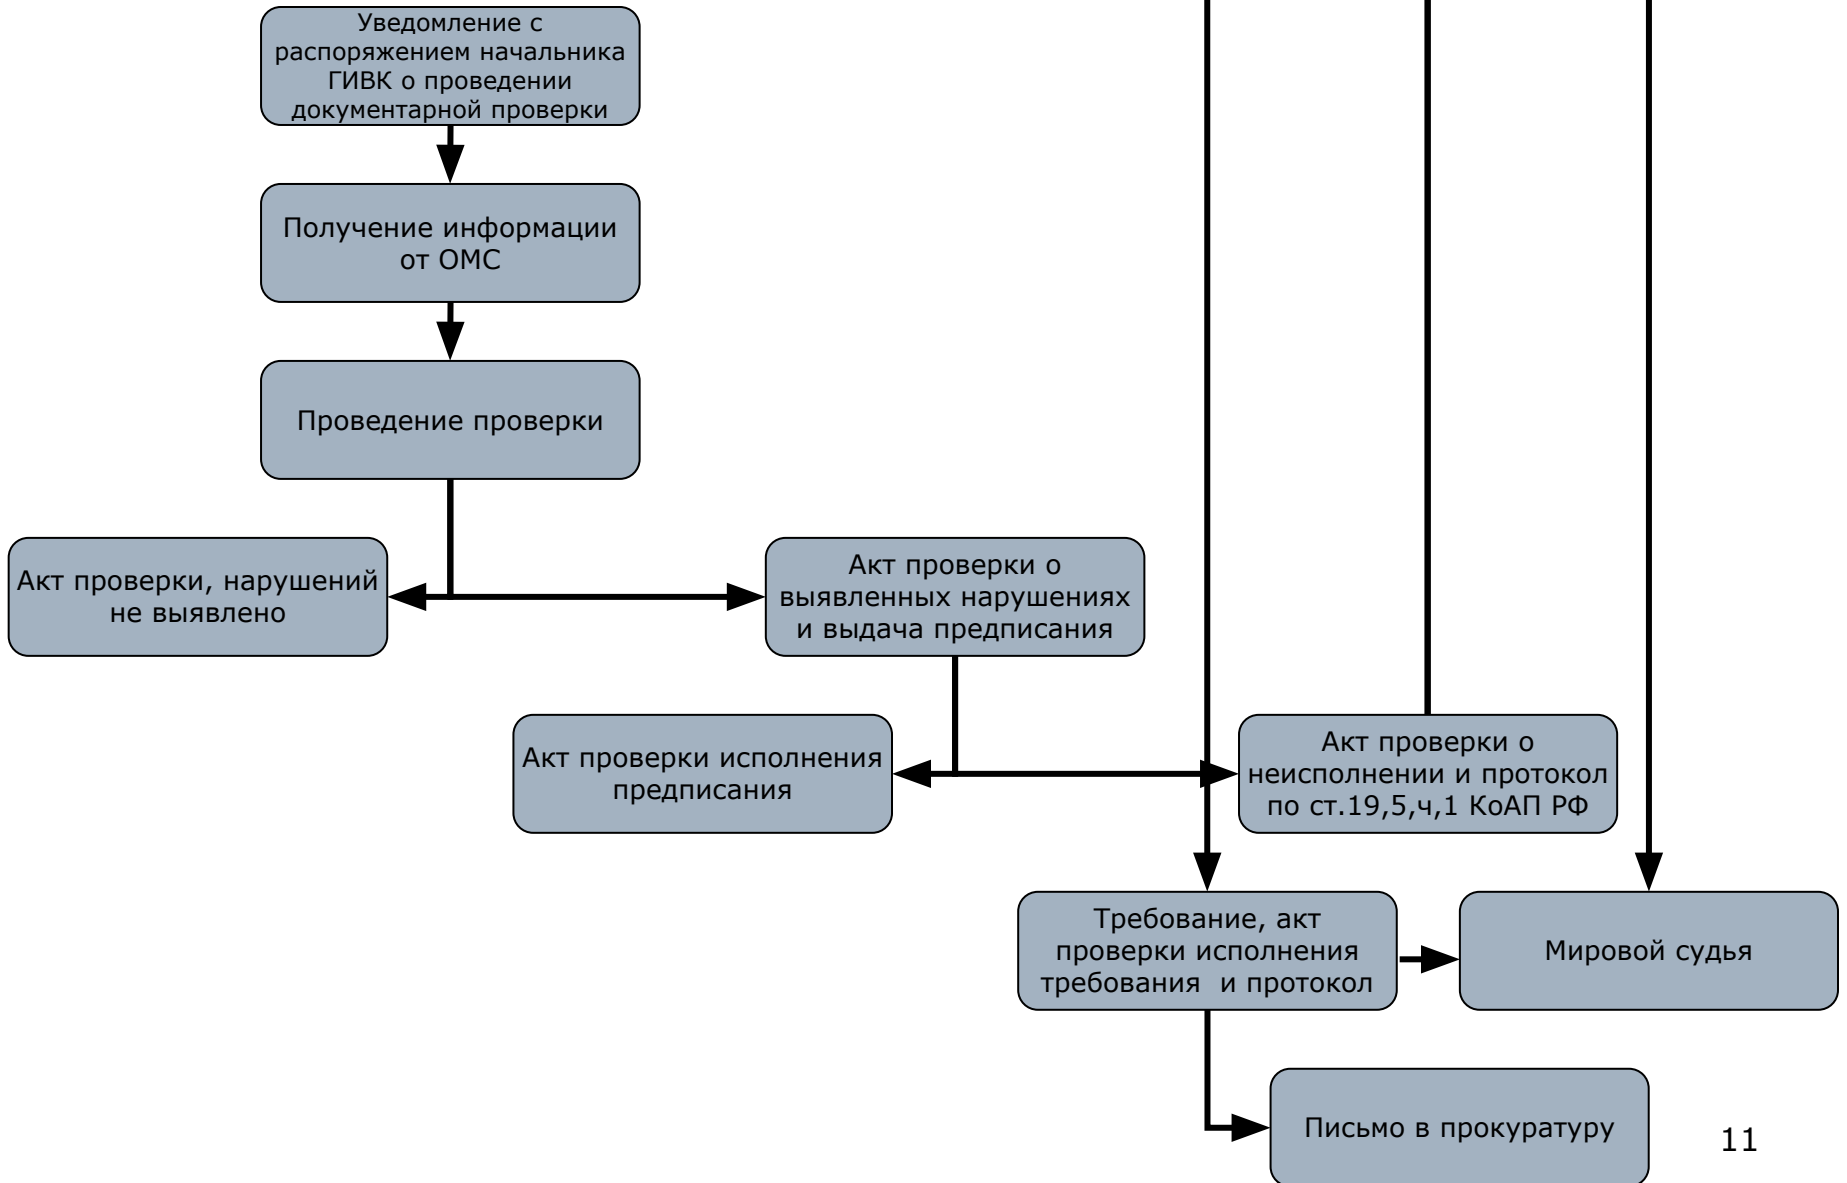 Уведомление с
распоряжением начальника
ГИВК о проведении
документарной проверки
Получение информации
от ОМС
Проведение проверки
Акт проверки, нарушений
не выявлено
Акт проверки о
выявленных нарушениях
и выдача предписания
Акт проверки исполнения
предписания
Акт проверки о
неисполнении и протокол
по ст.19,5,ч,1 КоАП РФ
Требование, акт
проверки исполнения
требования  и протокол
Мировой судья
Письмо в прокуратуру
11